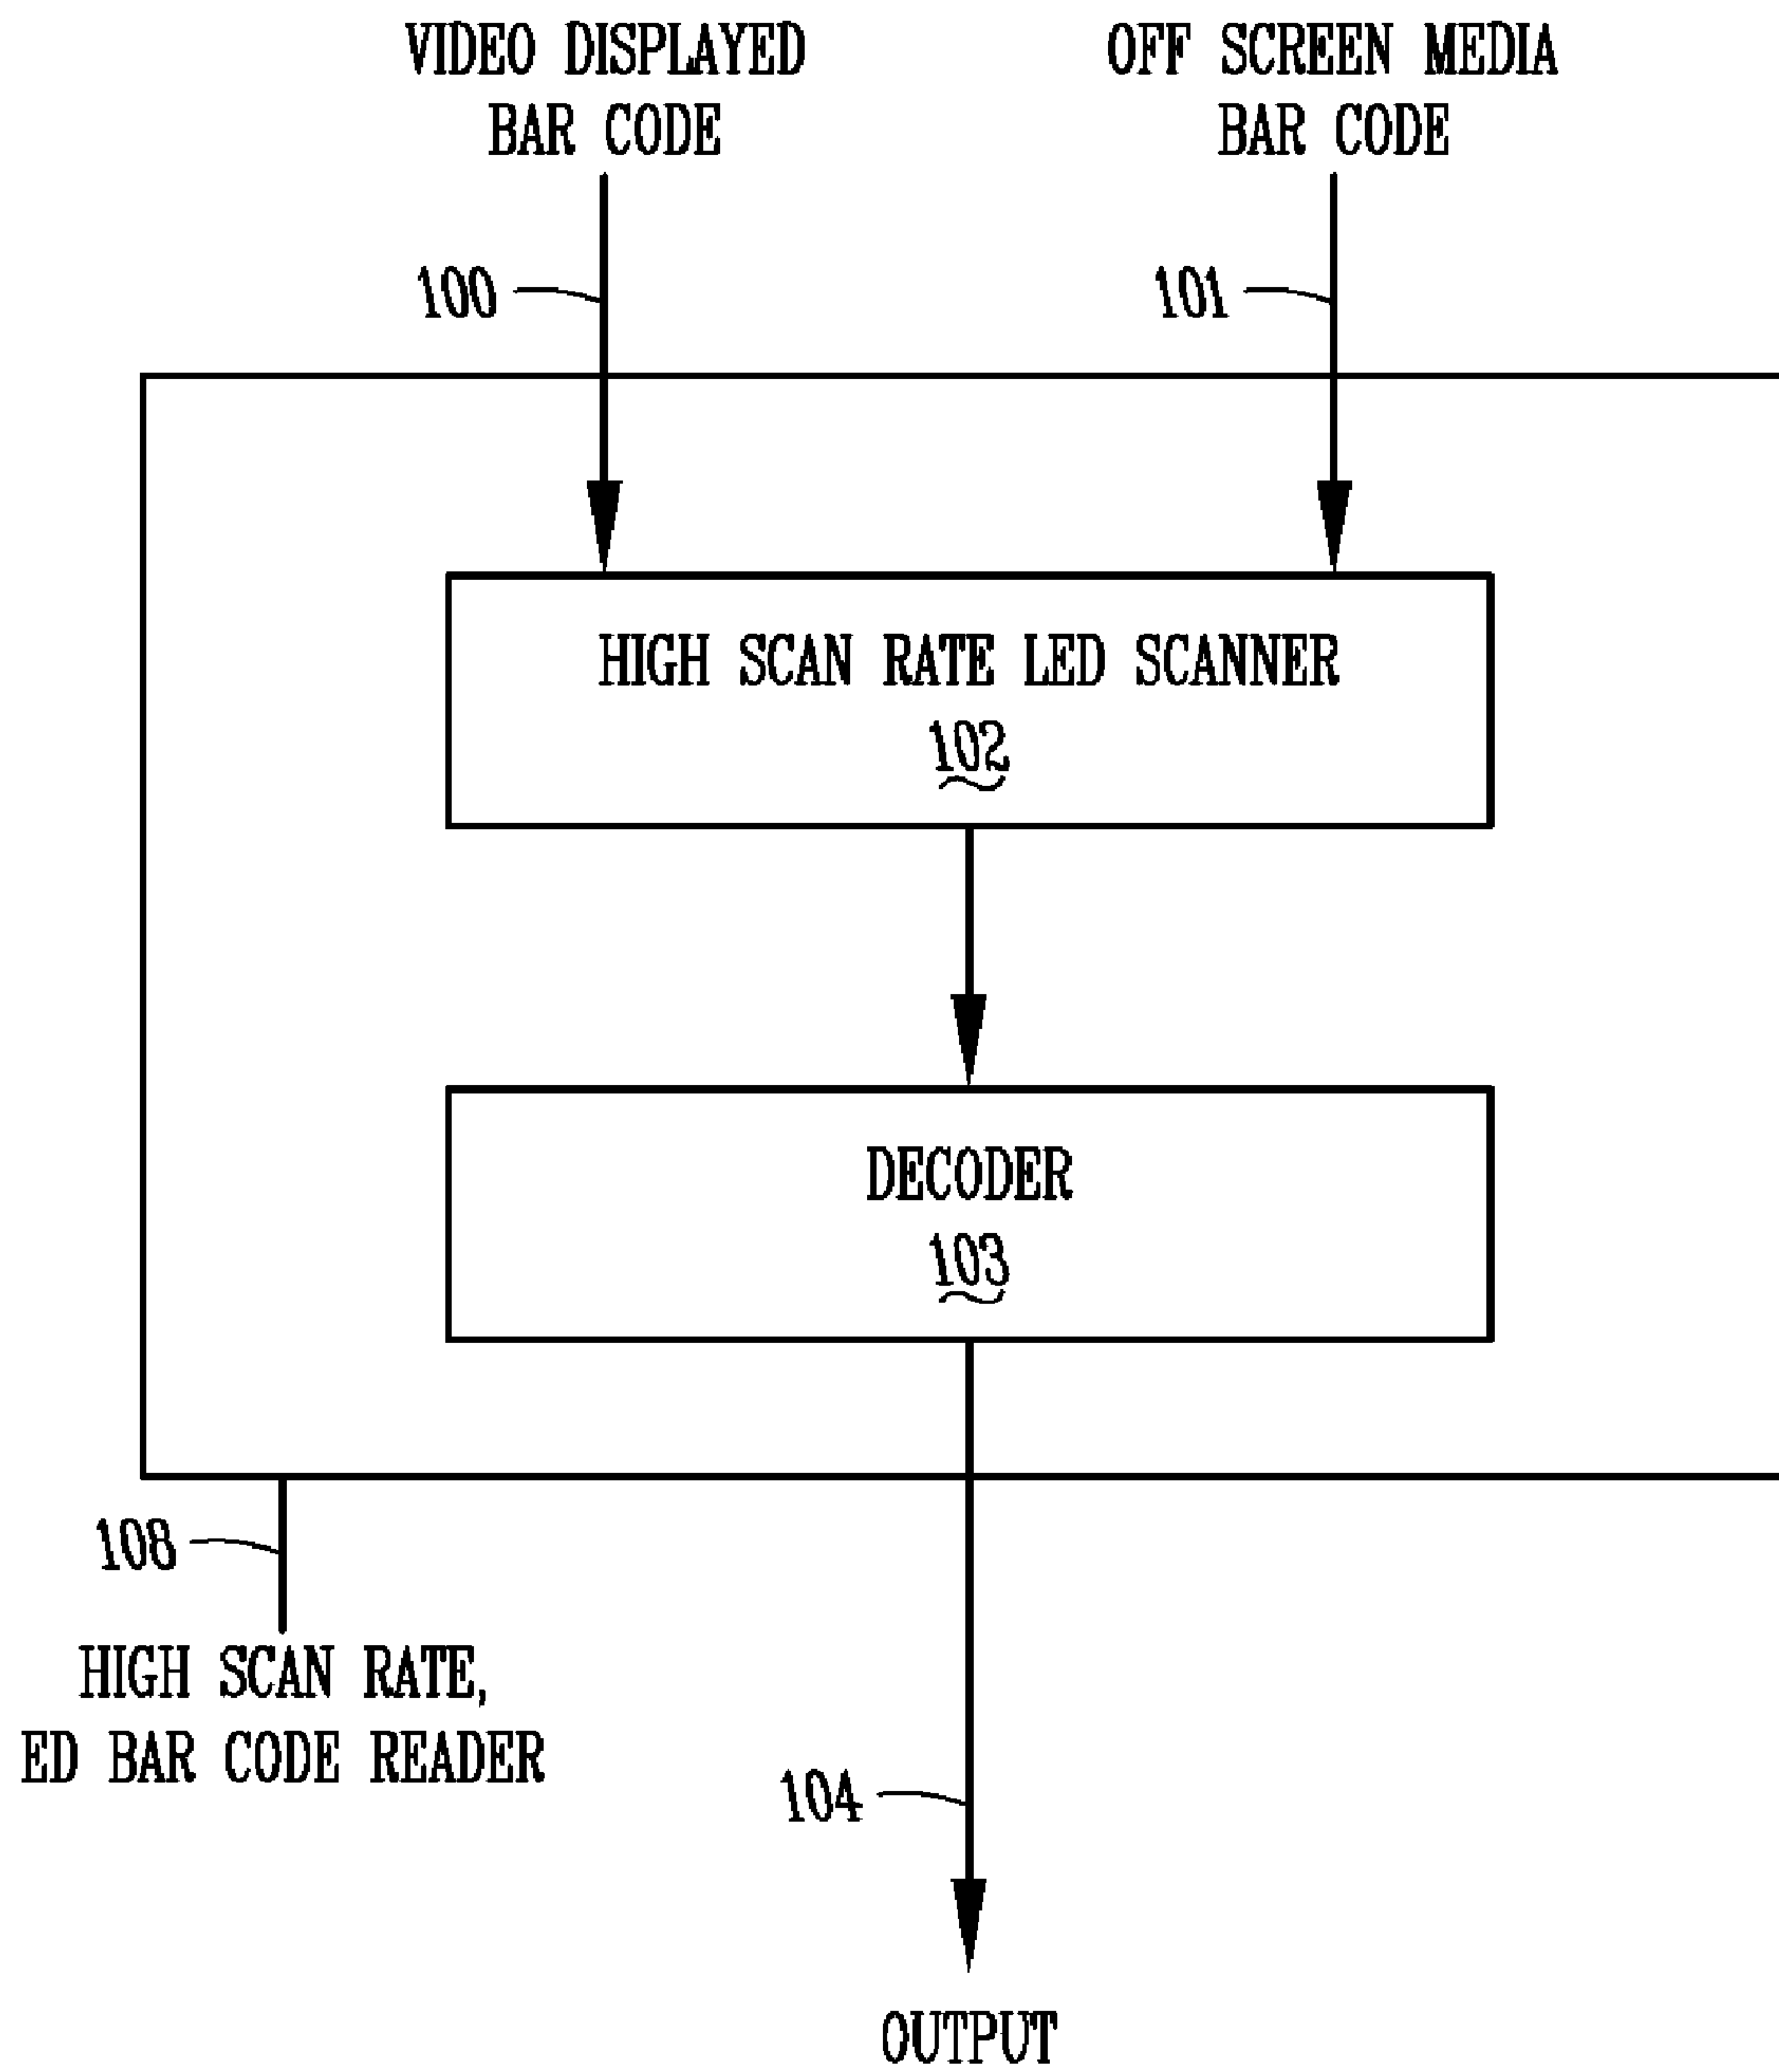 VIDEO DISPLAYED
BAR CODE
OFF SCREEN MEDIA
BAR CODE
100
101
HIGH SCAN RATE LED SCANNER
102
DECODER
103
108
HIGH SCAN RATE,
ED BAR CODE READER
104
OUTPUT